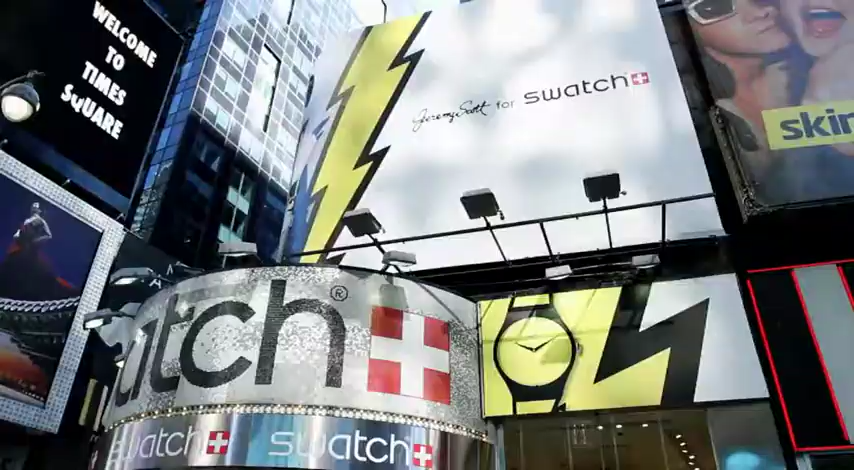 WELCOME
TO
TIMES
SQUARE
Jeremy Scott for swatch
skin
atch®
swatch
swatch